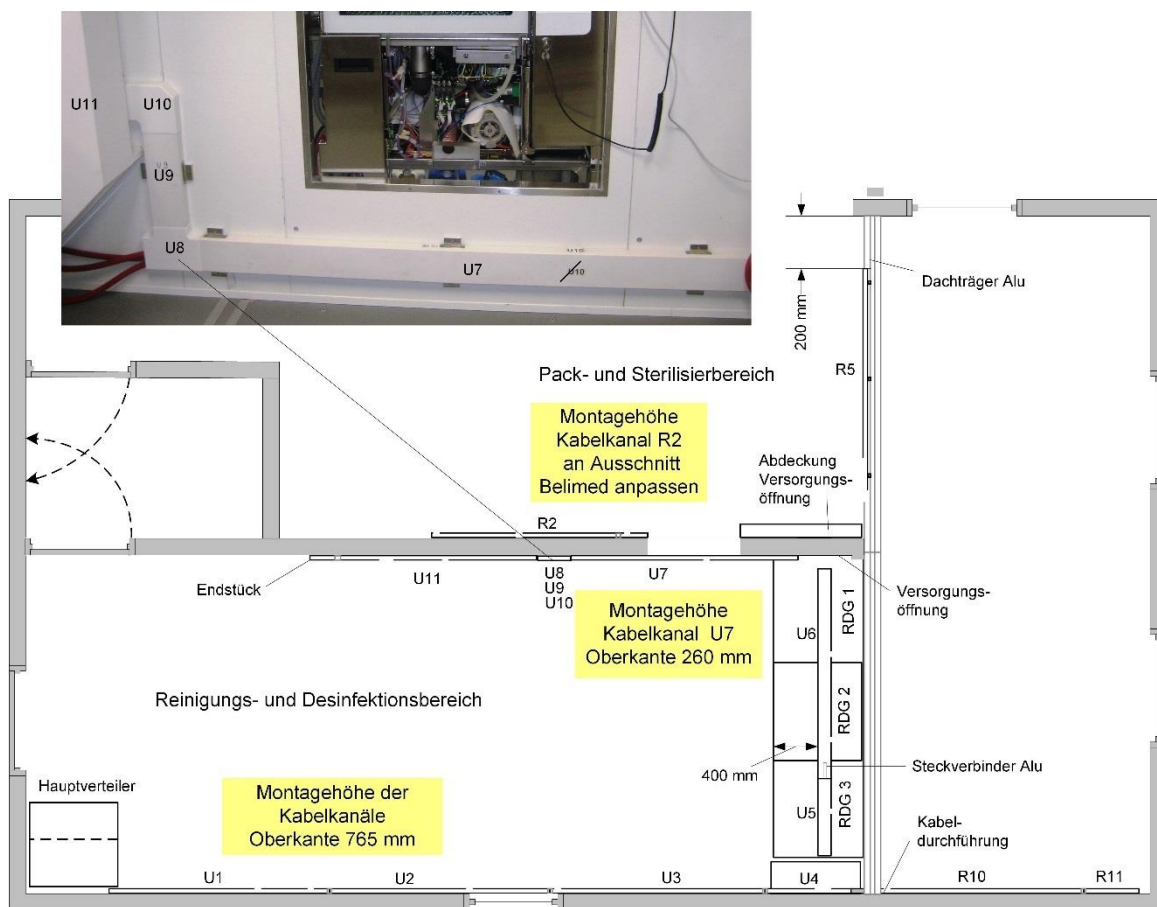 U11
U10
U9
U8
U7
U10
Dachträger Alu
200 mm
R5
Pack- und Sterilisierbereich
Montagehöhe
Kabelkanal R2
an Ausschnitt
Belimed anpassen
Abdeckung
Versorgungs-
öffnung
R2
Endstück
U11
U8
U9
U10
U7
Versorgungs-
öffnung
Montagehöhe
Kabelkanal U7
Oberkante 260 mm
U6
RDG 1
Reinigungs- und Desinfektionsbereich
RDG 2
400 mm
Steckverbinder Alu
Hauptverteiler
Montagehöhe der
Kabelkanäle
Oberkante 765 mm
U5
RDG 3
Kabel-
durchführung
U1
U2
U3
U4
R10
R11